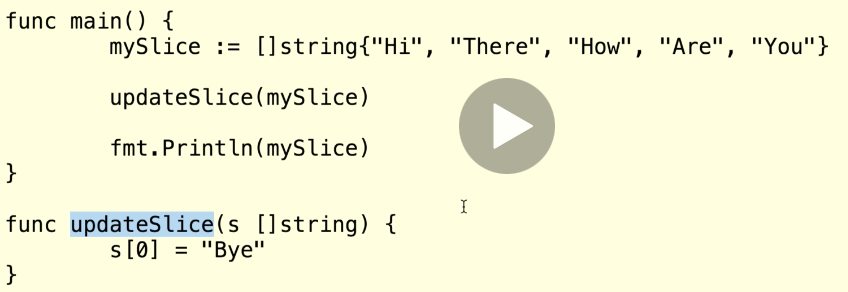 func main() {
        mySlice := []string{"Hi", "There", "How", "Are", "You"}

        updateSlice(mySlice)

        fmt.Println(mySlice)
}

func updateSlice(s []string) {
        s[0] = "Bye"
}